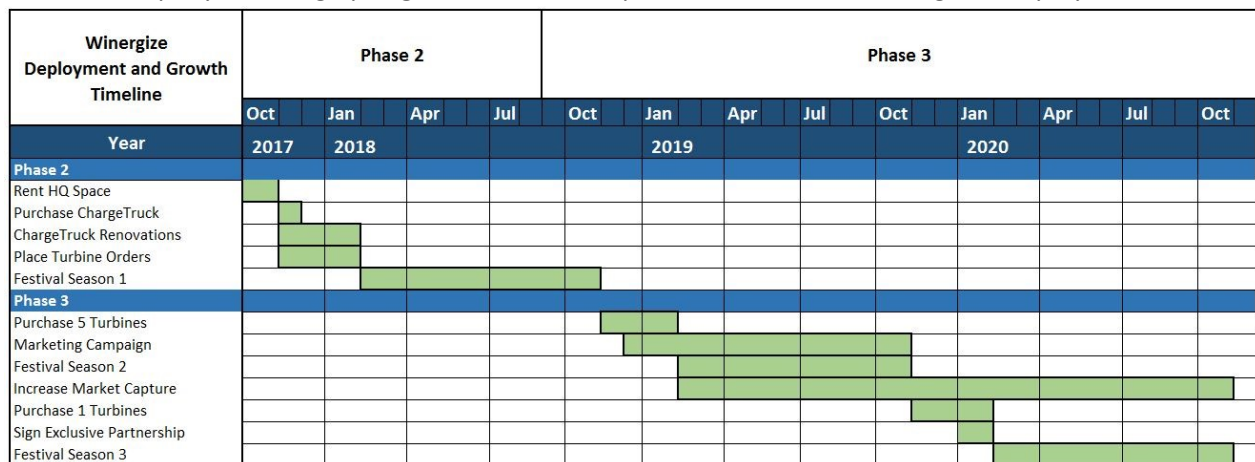 Winergize
Deployment and Growth
Timeline
Phase 2
Phase 3
Oct Jan Apr Jul Oct Jan Apr Jul Oct Jan Apr Jul Oct
Year 2017 2018 2019 2020
Phase 2
Rent HQ Space
Purchase ChargeTruck
ChargeTruck Renovations
Place Turbine Orders
Festival Season 1
Phase 3
Purchase 5 Turbines
Marketing Campaign
Festival Season 2
Increase Market Capture
Purchase 1 Turbines
Sign Exclusive Partnership
Festival Season 3